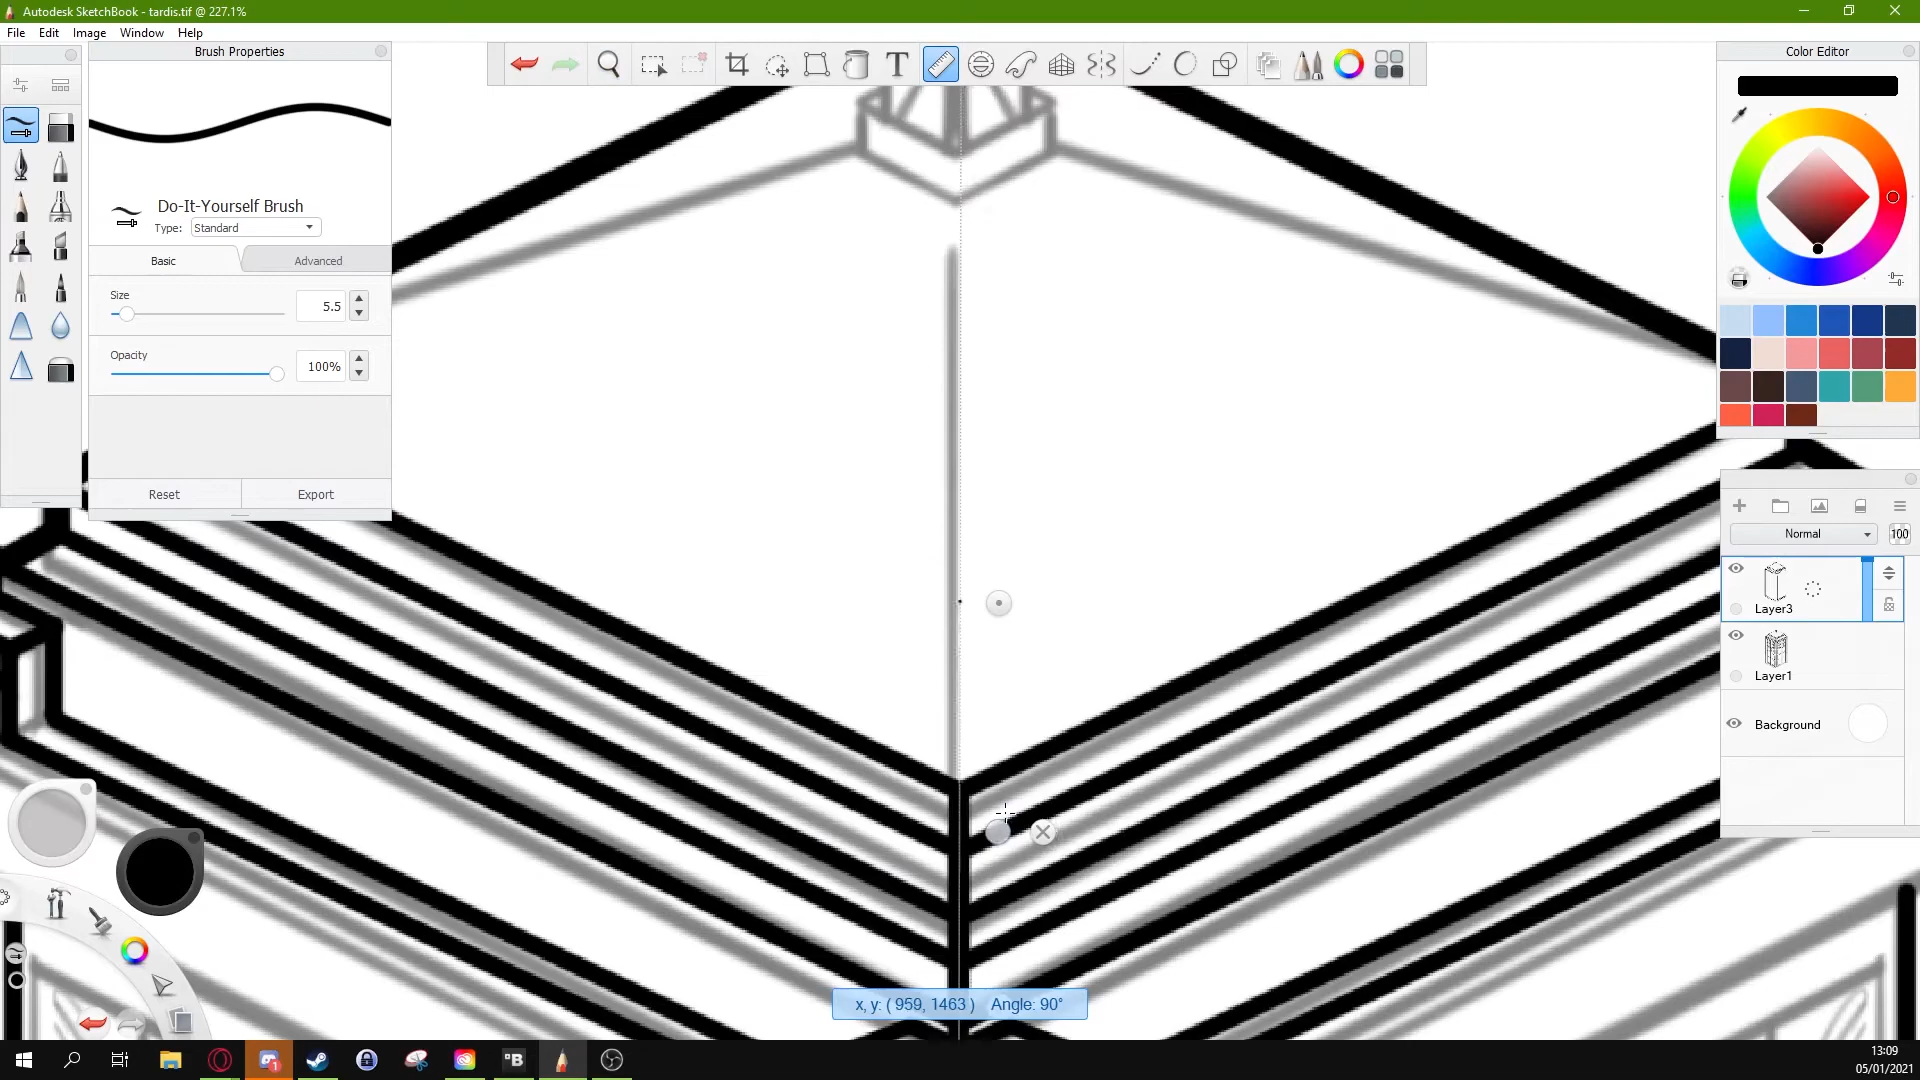 Autodesk SketchBook - tardis.tif @ 227.1%
File Edit Image Window Help
Brush Properties
Do-It-Yourself Brush
Type: Standard
Basic Advanced
Size
5.5
Opacity
100%
Reset Export
T
Color Editor
Normal 100
Layer3
Layer1
Background
x, y: ( 959, 1463 ) Angle: 90°
1
B
13:09
05/01/2021